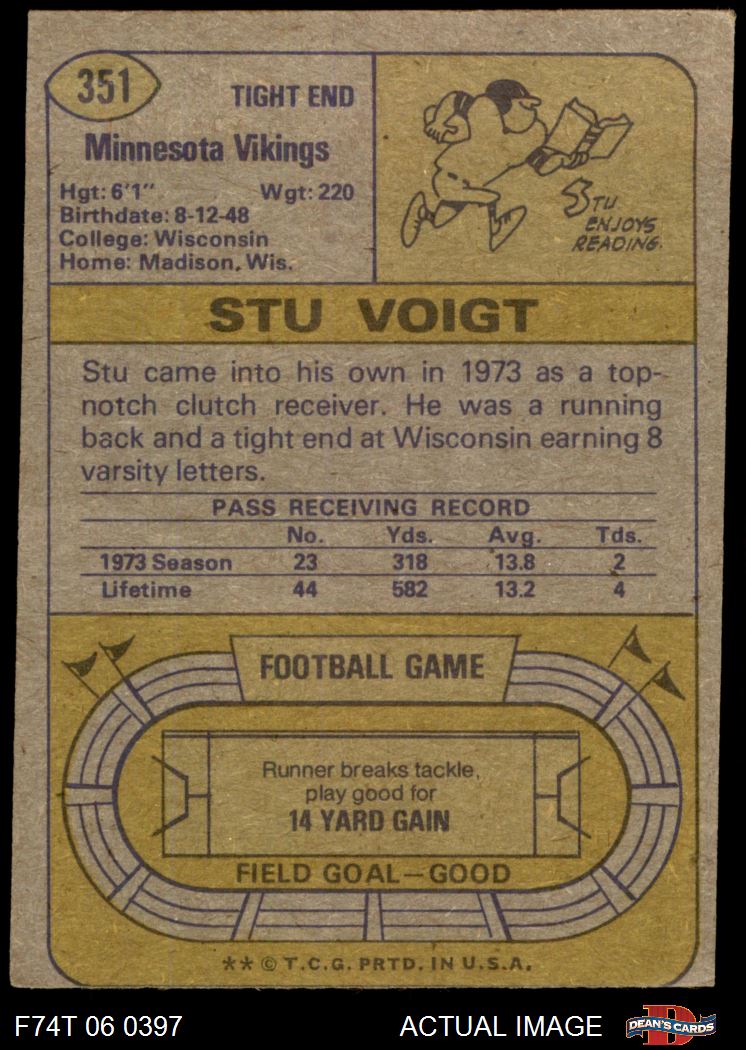 351
TIGHT END
Minnesota Vikings
Hgt: 6'1" Wgt: 220
Birthdate: 8-12-48
College: Wisconsin
Home: Madison, Wis.
STU
ENJOYS
READING.
STU VOIGT
Stu came into his own in 1973 as a top-
notch clutch receiver. He was a running
back and a tight end at Wisconsin earning 8
varsity letters.
PASS RECEIVING RECORD
No. Yds. Avg. Tds.
1973 Season 23 318 13.8 2
Lifetime 44 582 13.2 4
FOOTBALL GAME
Runner breaks tackle,
play good for
14 YARD GAIN
FIELD GOAL—GOOD
** © T.C.G. PRTD. IN U.S.A.
F74T 06 0397 ACTUAL IMAGE
D
DEAN'S CARDS